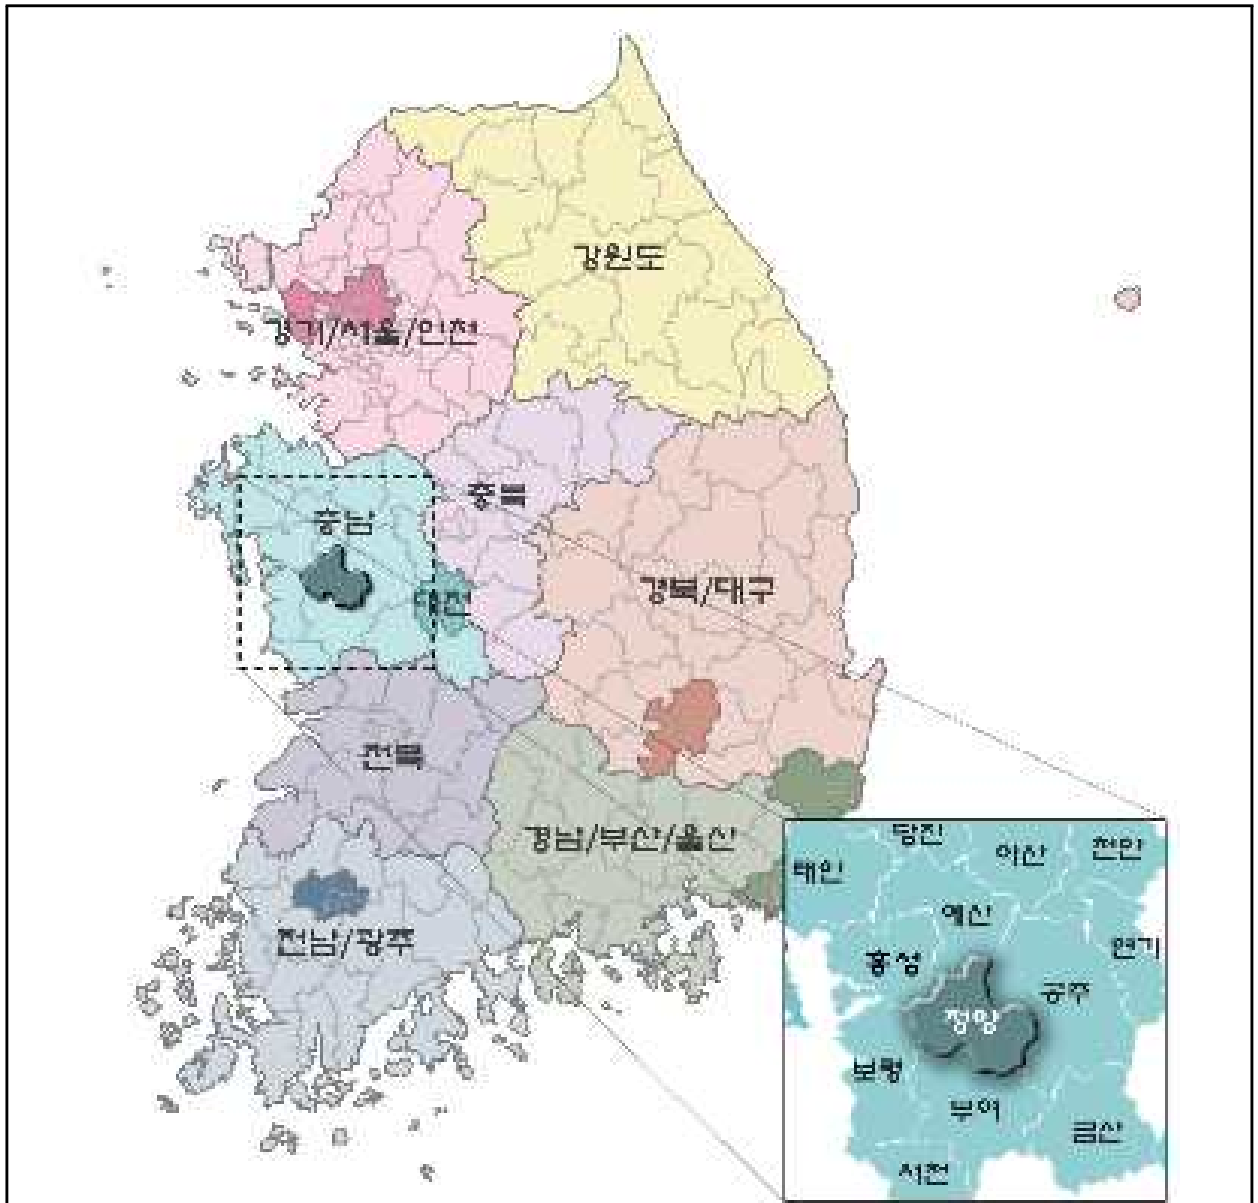 강원도
경기/서울/인천
충북
충남
대전
경북/대구
전북
경남/부산/울산
전남/광주
당진
아산
천안
태안
예산
연기
홍성
공주
청양
보령
부여
금산
서천